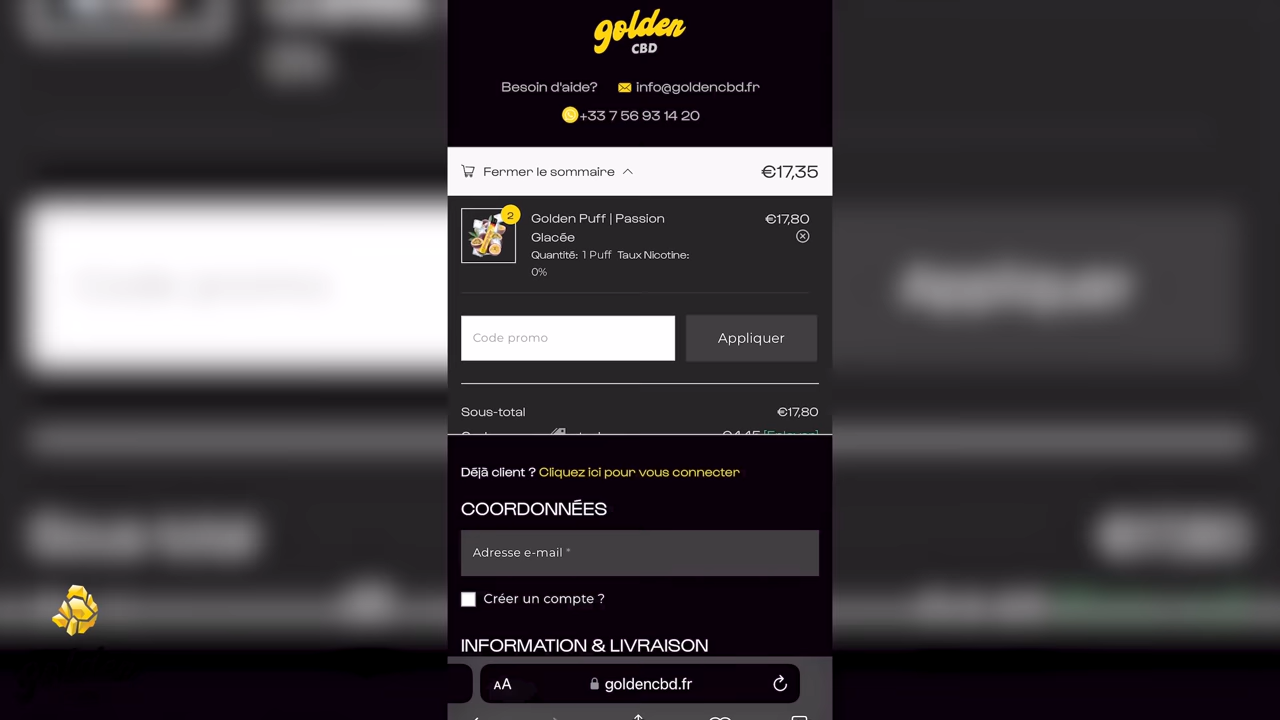 golden
CBD
Besoin d'aide? info@goldencbd.fr
+33 7 56 93 14 20
Fermer le sommaire €17,35
2
Golden Puff | Passion €17,80
Glacée
Quantité: 1 Puff Taux Nicotine:
0%
Code promo Appliquer
Sous-total €17,80
Déjà client ? Cliquez ici pour vous connecter
COORDONNÉES
Adresse e-mail *
Créer un compte ?
INFORMATION & LIVRAISON
AA goldencbd.fr